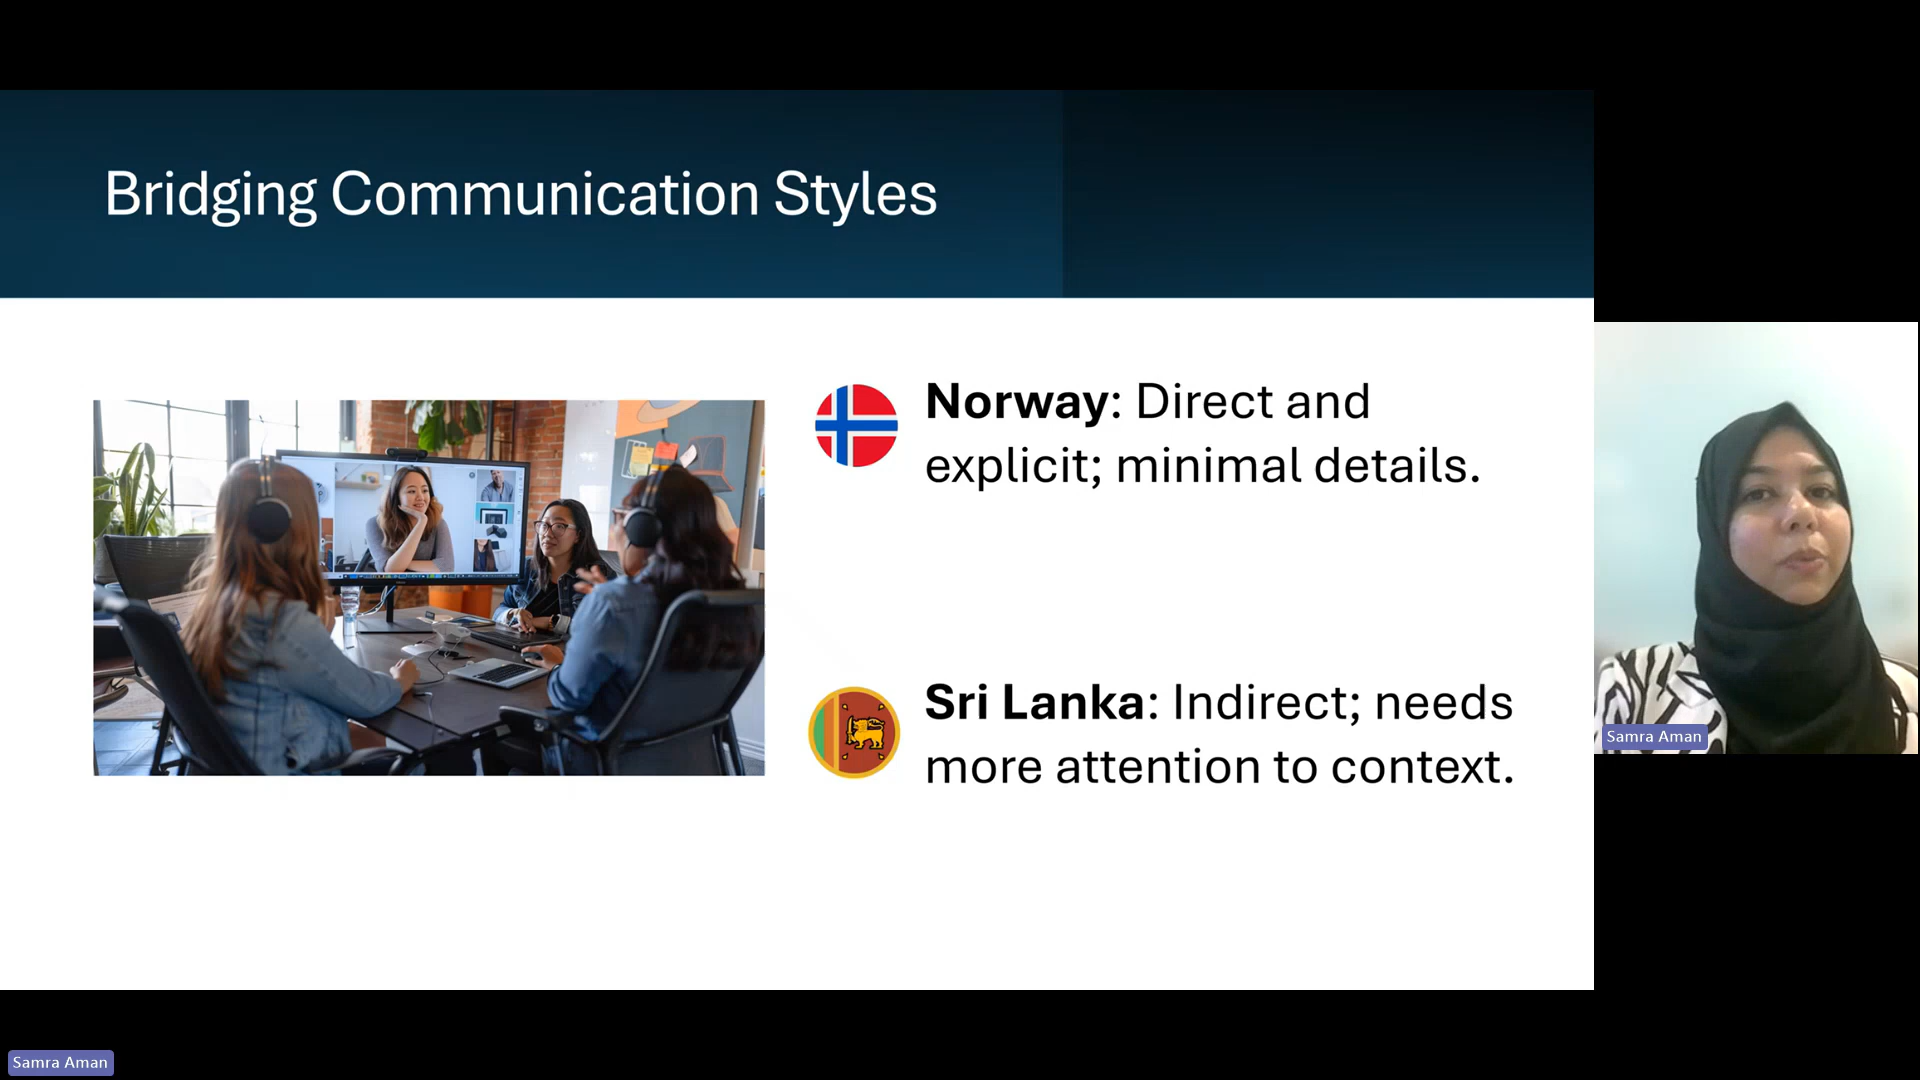 Bridging Communication Styles
Norway: Direct and
explicit; minimal details.
Sri Lanka: Indirect; needs
more attention to context.
Samra Aman
Samra Aman